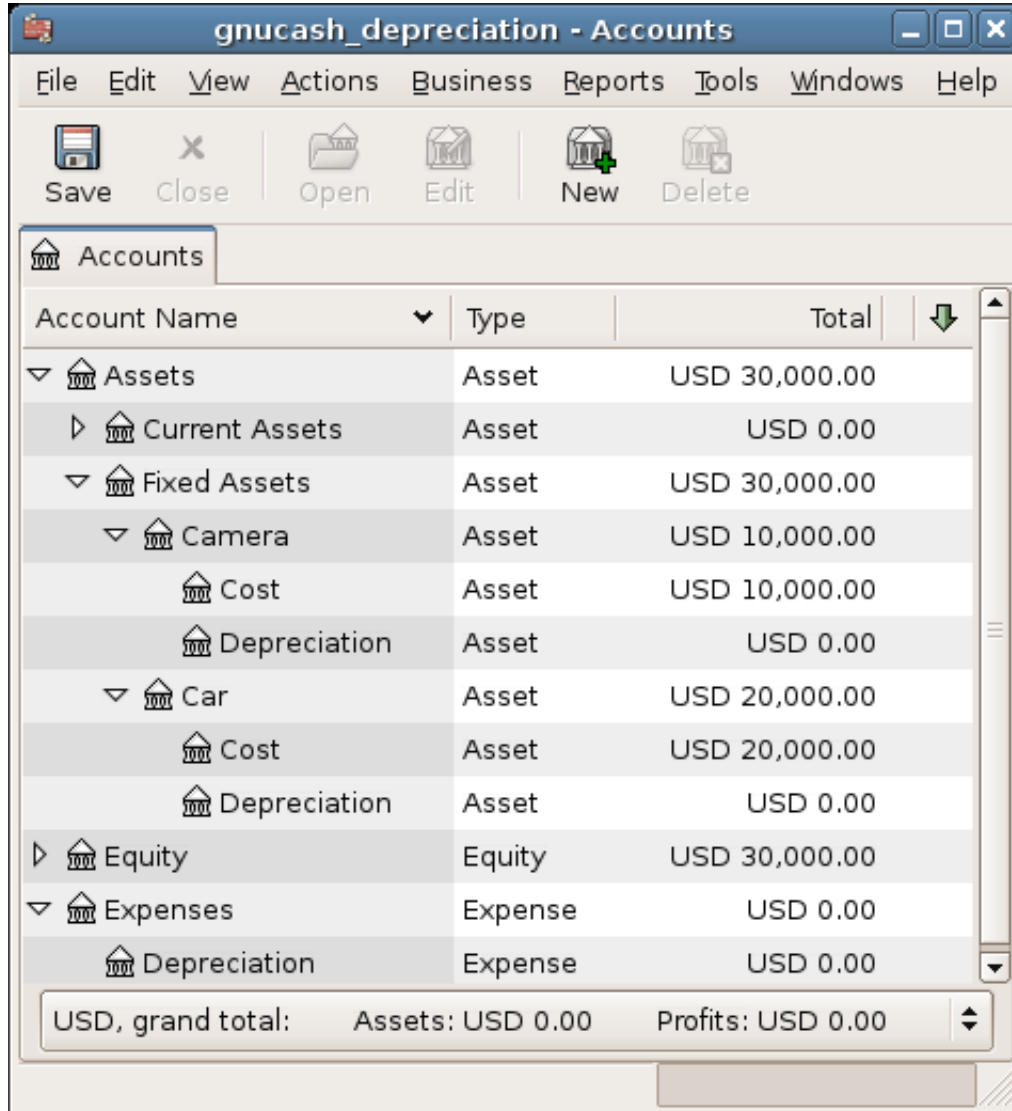 gnucash_depreciation - Accounts
File Edit View Actions Business Reports Tools Windows Help
Save Close Open Edit New Delete
Accounts
Account Name Type Total
Assets Asset USD 30,000.00
Current Assets Asset USD 0.00
Fixed Assets Asset USD 30,000.00
Camera Asset USD 10,000.00
Cost Asset USD 10,000.00
Depreciation Asset USD 0.00
Car Asset USD 20,000.00
Cost Asset USD 20,000.00
Depreciation Asset USD 0.00
Equity Equity USD 30,000.00
Expenses Expense USD 0.00
Depreciation Expense USD 0.00
USD, grand total: Assets: USD 0.00 Profits: USD 0.00